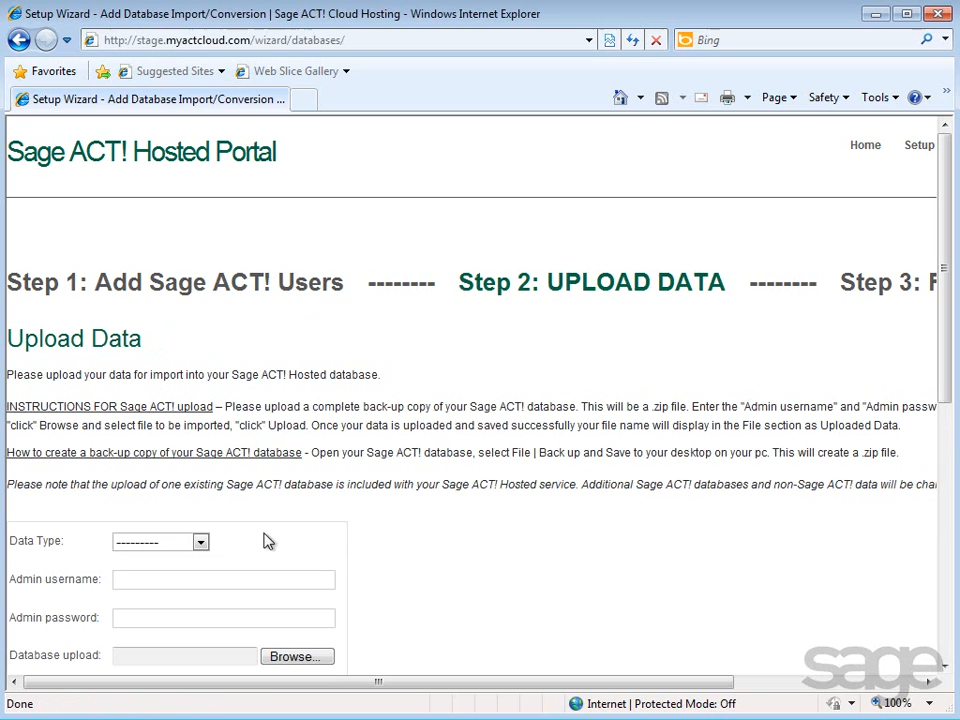 Setup Wizard - Add Database Import/Conversion | Sage ACT! Cloud Hosting - Windows Internet Explorer
http://stage.myactcloud.com/wizard/databases/
Bing
Favorites
Suggested Sites
Web Slice Gallery
Setup Wizard - Add Database Import/Conversion ...
Page
Safety
Tools
»
Sage ACT! Hosted Portal
Home
Setup
Step 1: Add Sage ACT! Users -------- Step 2: UPLOAD DATA -------- Step 3: F
Upload Data
Please upload your data for import into your Sage ACT! Hosted database.
INSTRUCTIONS FOR Sage ACT! upload – Please upload a complete back-up copy of your Sage ACT! database. This will be a .zip file. Enter the "Admin username" and "Admin passw
"click" Browse and select file to be imported, "click" Upload. Once your data is uploaded and saved successfully your file name will display in the File section as Uploaded Data.
How to create a back-up copy of your Sage ACT! database - Open your Sage ACT! database, select File | Back up and Save to your desktop on your pc. This will create a .zip file.
Please note that the upload of one existing Sage ACT! database is included with your Sage ACT! Hosted service. Additional Sage ACT! databases and non-Sage ACT! data will be cha
Data Type:
---------
Admin username:
Admin password:
Database upload:
Browse...
sage
Done
Internet | Protected Mode: Off
100%